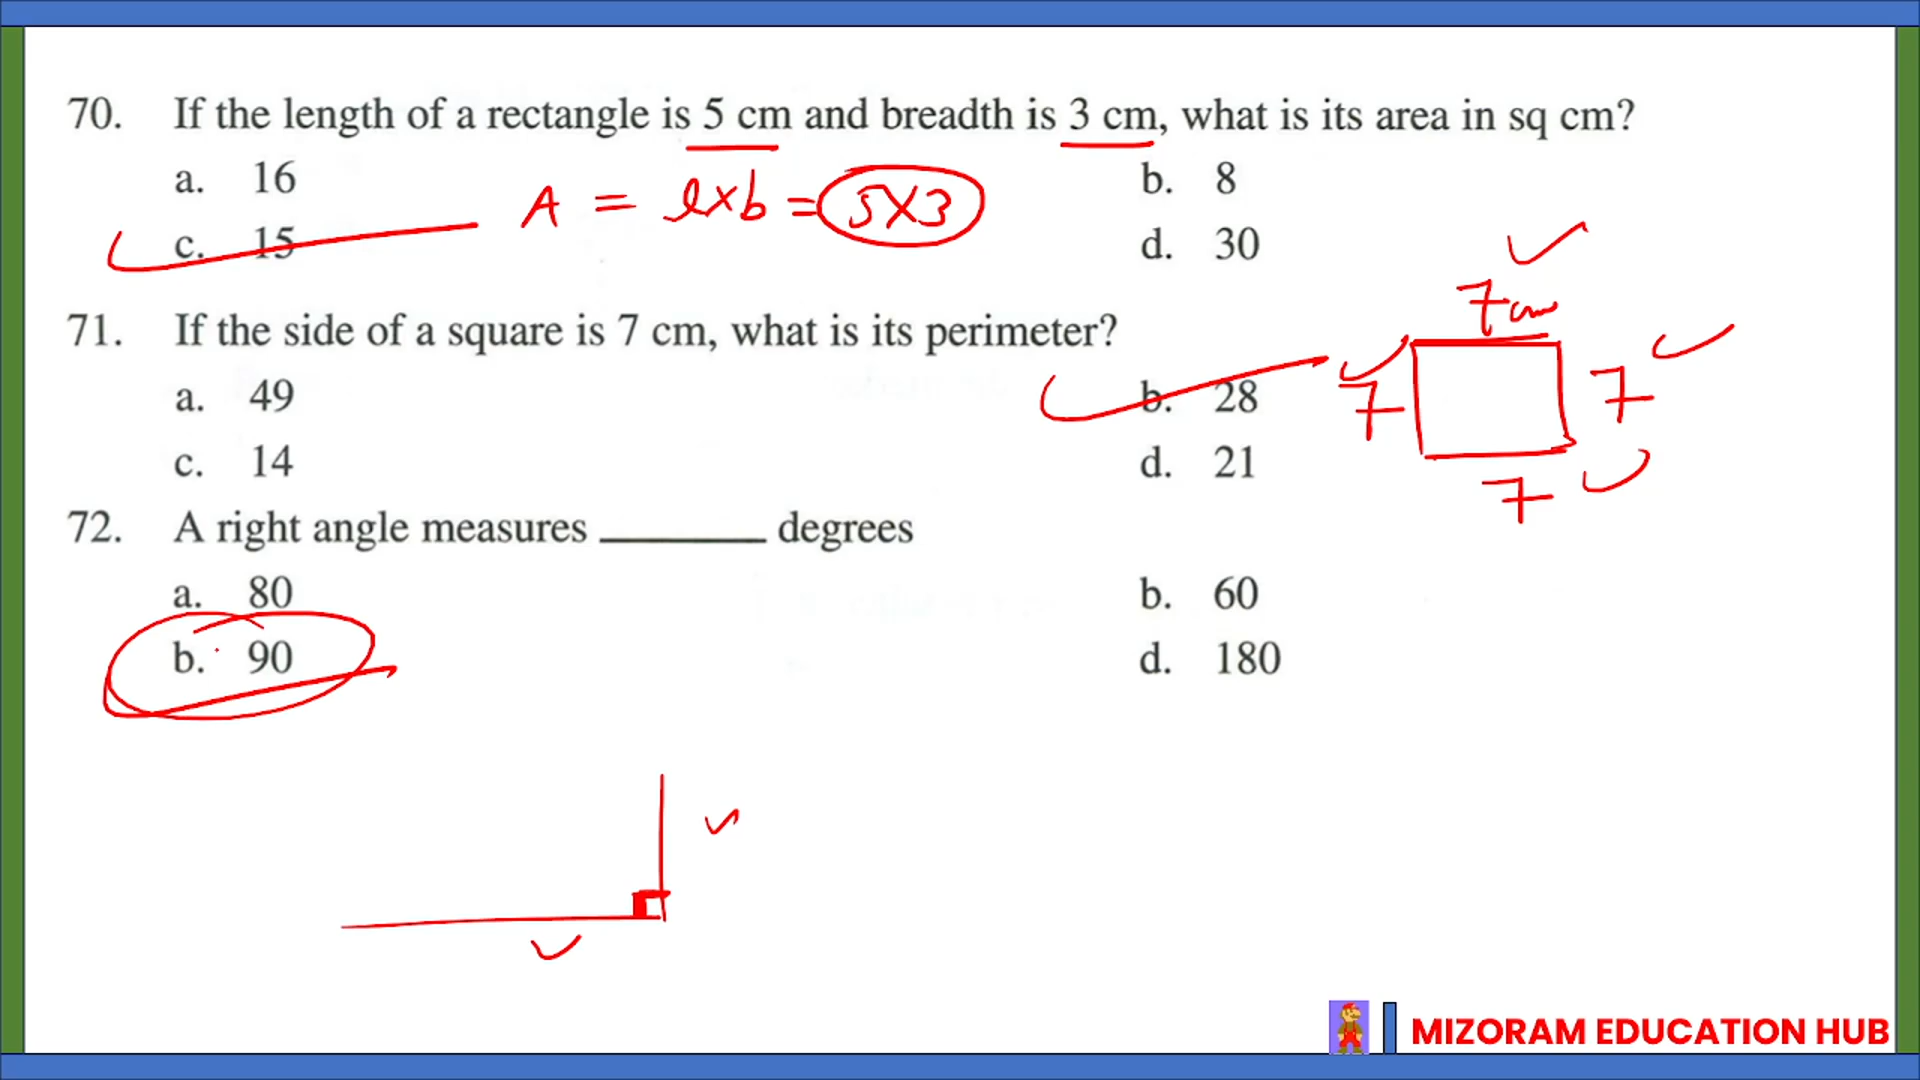 70. If the length of a rectangle is 5 cm and breadth is 3 cm, what is its area in sq cm?
a. 16 b. 8
A = l×b = 5×3
c. 15 d. 30
7cm
71. If the side of a square is 7 cm, what is its perimeter?
a. 49 b. 28
7 7
c. 14 d. 21
7
72. A right angle measures ________ degrees
a. 80 b. 60
b. 90 d. 180
MIZORAM EDUCATION HUB